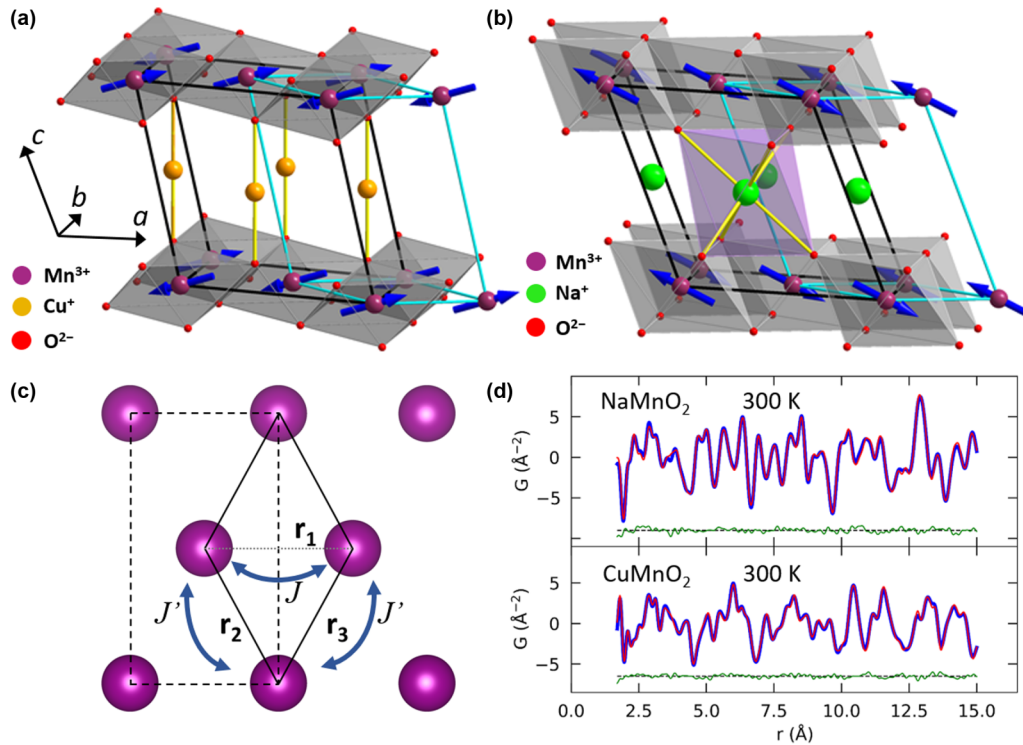 (a)
c
b
a
Mn³⁺
Cu⁺
O²⁻
(b)
Mn³⁺
Na⁺
O²⁻
(c)
r₁
J
J'
J'
r₂
r₃
(d)
NaMnO₂ 300 K
G (Å⁻²)
5
0
−5
CuMnO₂ 300 K
G (Å⁻²)
5
0
−5
0.0 2.5 5.0 7.5 10.0 12.5 15.0
r (Å)